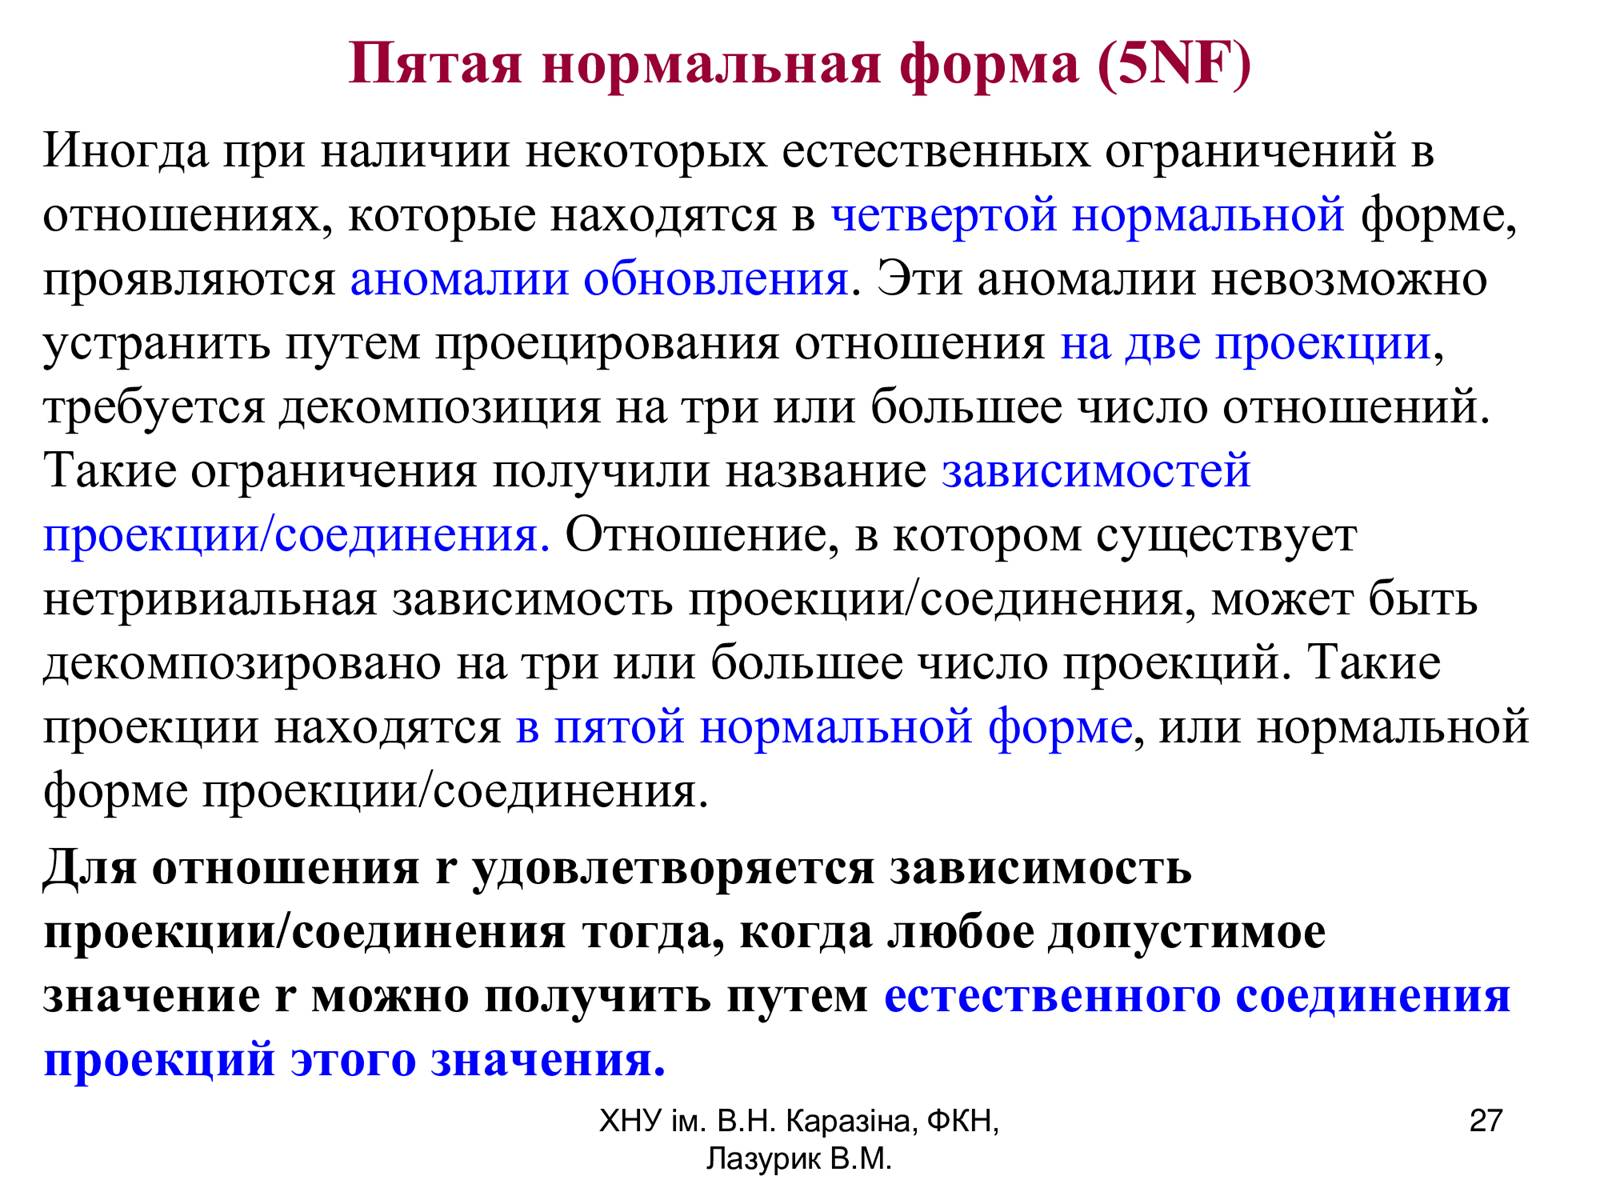 Пятая нормальная форма (5NF)
Иногда при наличии некоторых естественных ограничений в
отношениях, которые находятся в четвертой нормальной форме,
проявляются аномалии обновления. Эти аномалии невозможно
устранить путем проецирования отношения на две проекции,
требуется декомпозиция на три или большее число отношений.
Такие ограничения получили название зависимостей
проекции/соединения. Отношение, в котором существует
нетривиальная зависимость проекции/соединения, может быть
декомпозировано на три или большее число проекций. Такие
проекции находятся в пятой нормальной форме, или нормальной
форме проекции/соединения.
Для отношения r удовлетворяется зависимость
проекции/соединения тогда, когда любое допустимое
значение r можно получить путем естественного соединения
проекций этого значения.
ХНУ ім. В.Н. Каразіна, ФКН,
Лазурик В.М.
27